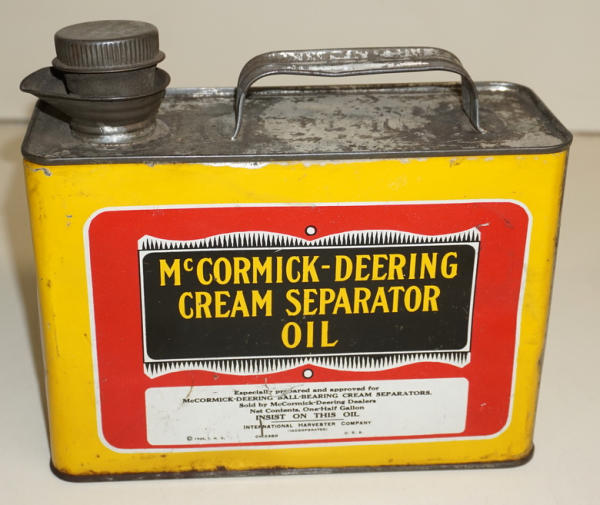 McCORMICK-DEERING
CREAM SEPARATOR
OIL
Especially prepared and approved for
McCORMICK-DEERING BALL-BEARING CREAM SEPARATORS.
Sold by McCormick-Deering Dealers
Net Contents, One-Half Gallon
INSIST ON THIS OIL
INTERNATIONAL HARVESTER COMPANY
(INCORPORATED)
CHICAGO U. S. A.